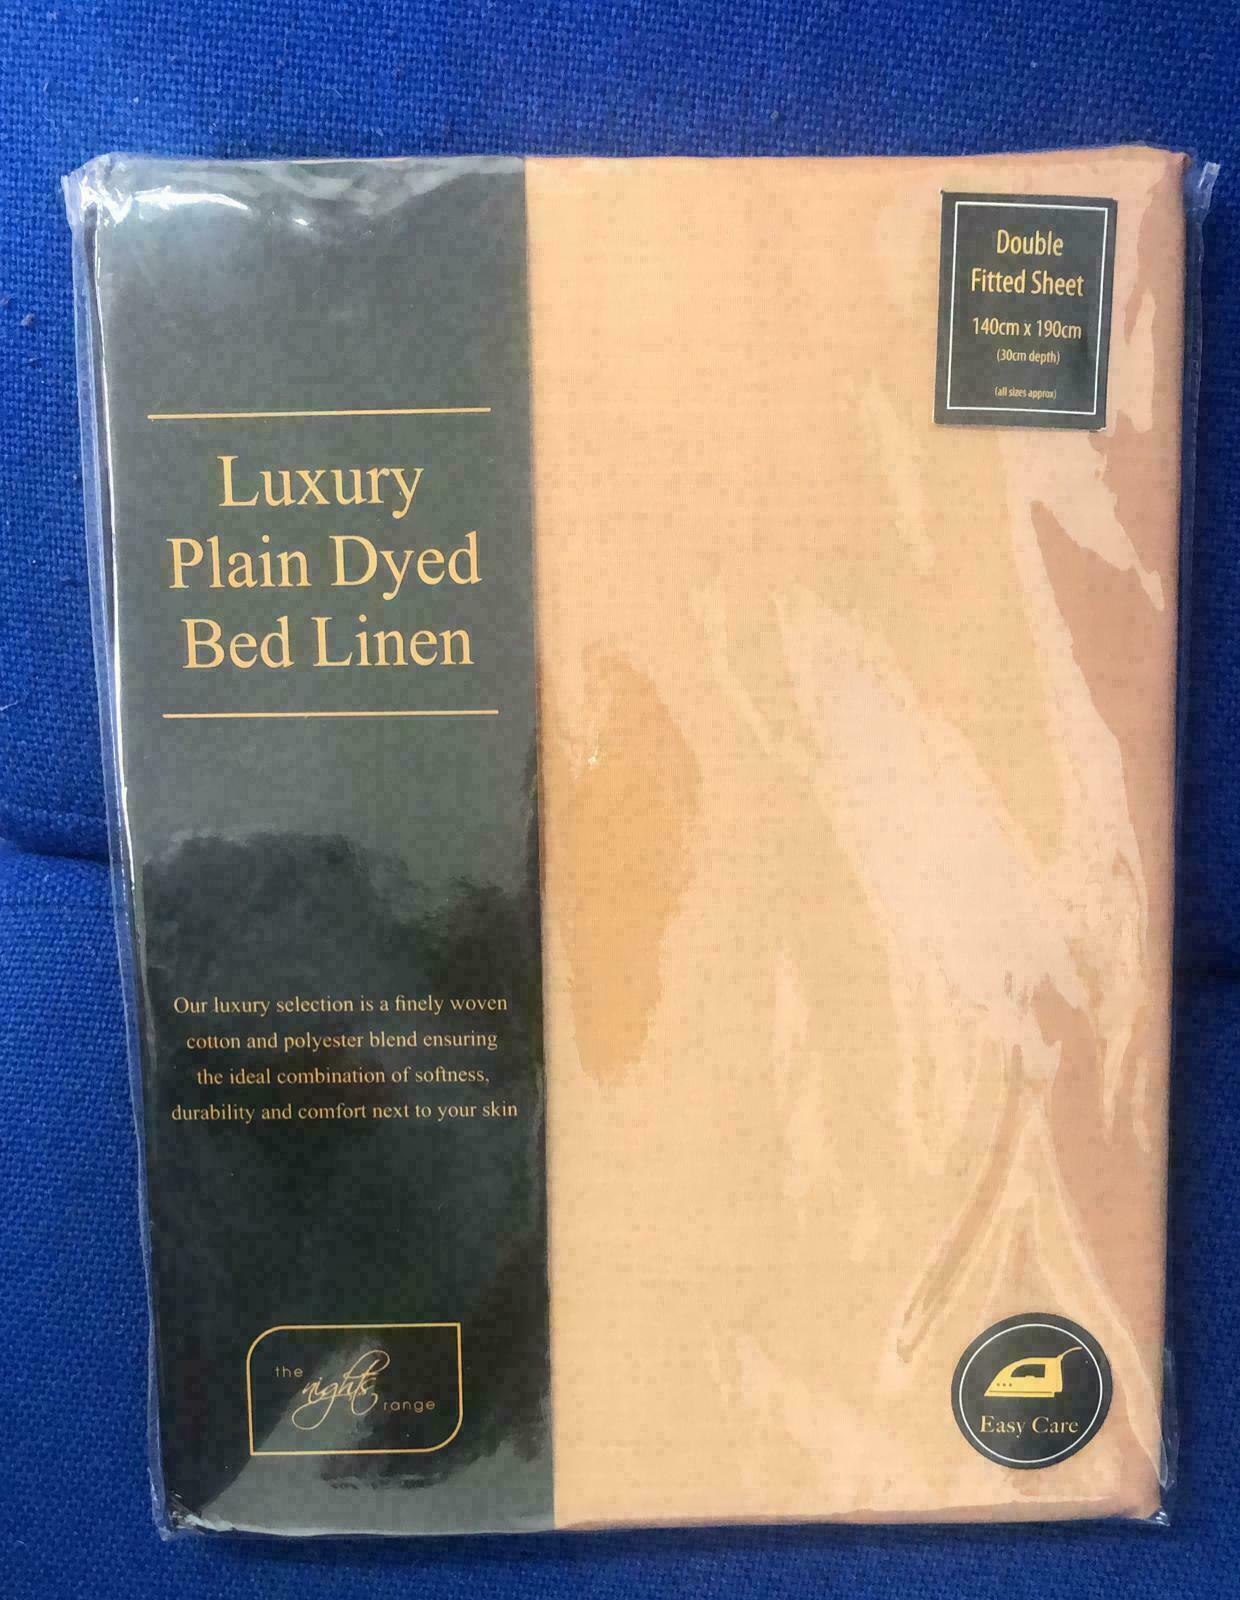 Double
Fitted Sheet
140cm x 190cm
(30cm depth)
(all sizes approx)
Luxury
Plain Dyed
Bed Linen
Our luxury selection is a finely woven
cotton and polyester blend ensuring
the ideal combination of softness,
durability and comfort next to your skin
the
nights
range
Easy Care